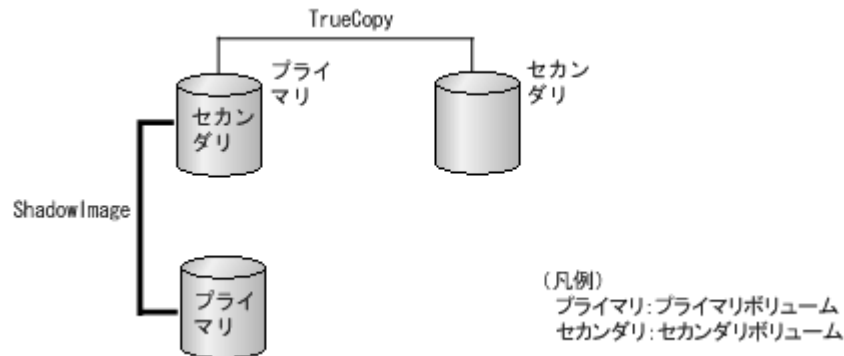 TrueCopy
プライ
マリ
セカン
ダリ
セカン
ダリ
ShadowImage
プライ
マリ
(凡例)
プライマリ:プライマリボリューム
セカンダリ:セカンダリボリューム